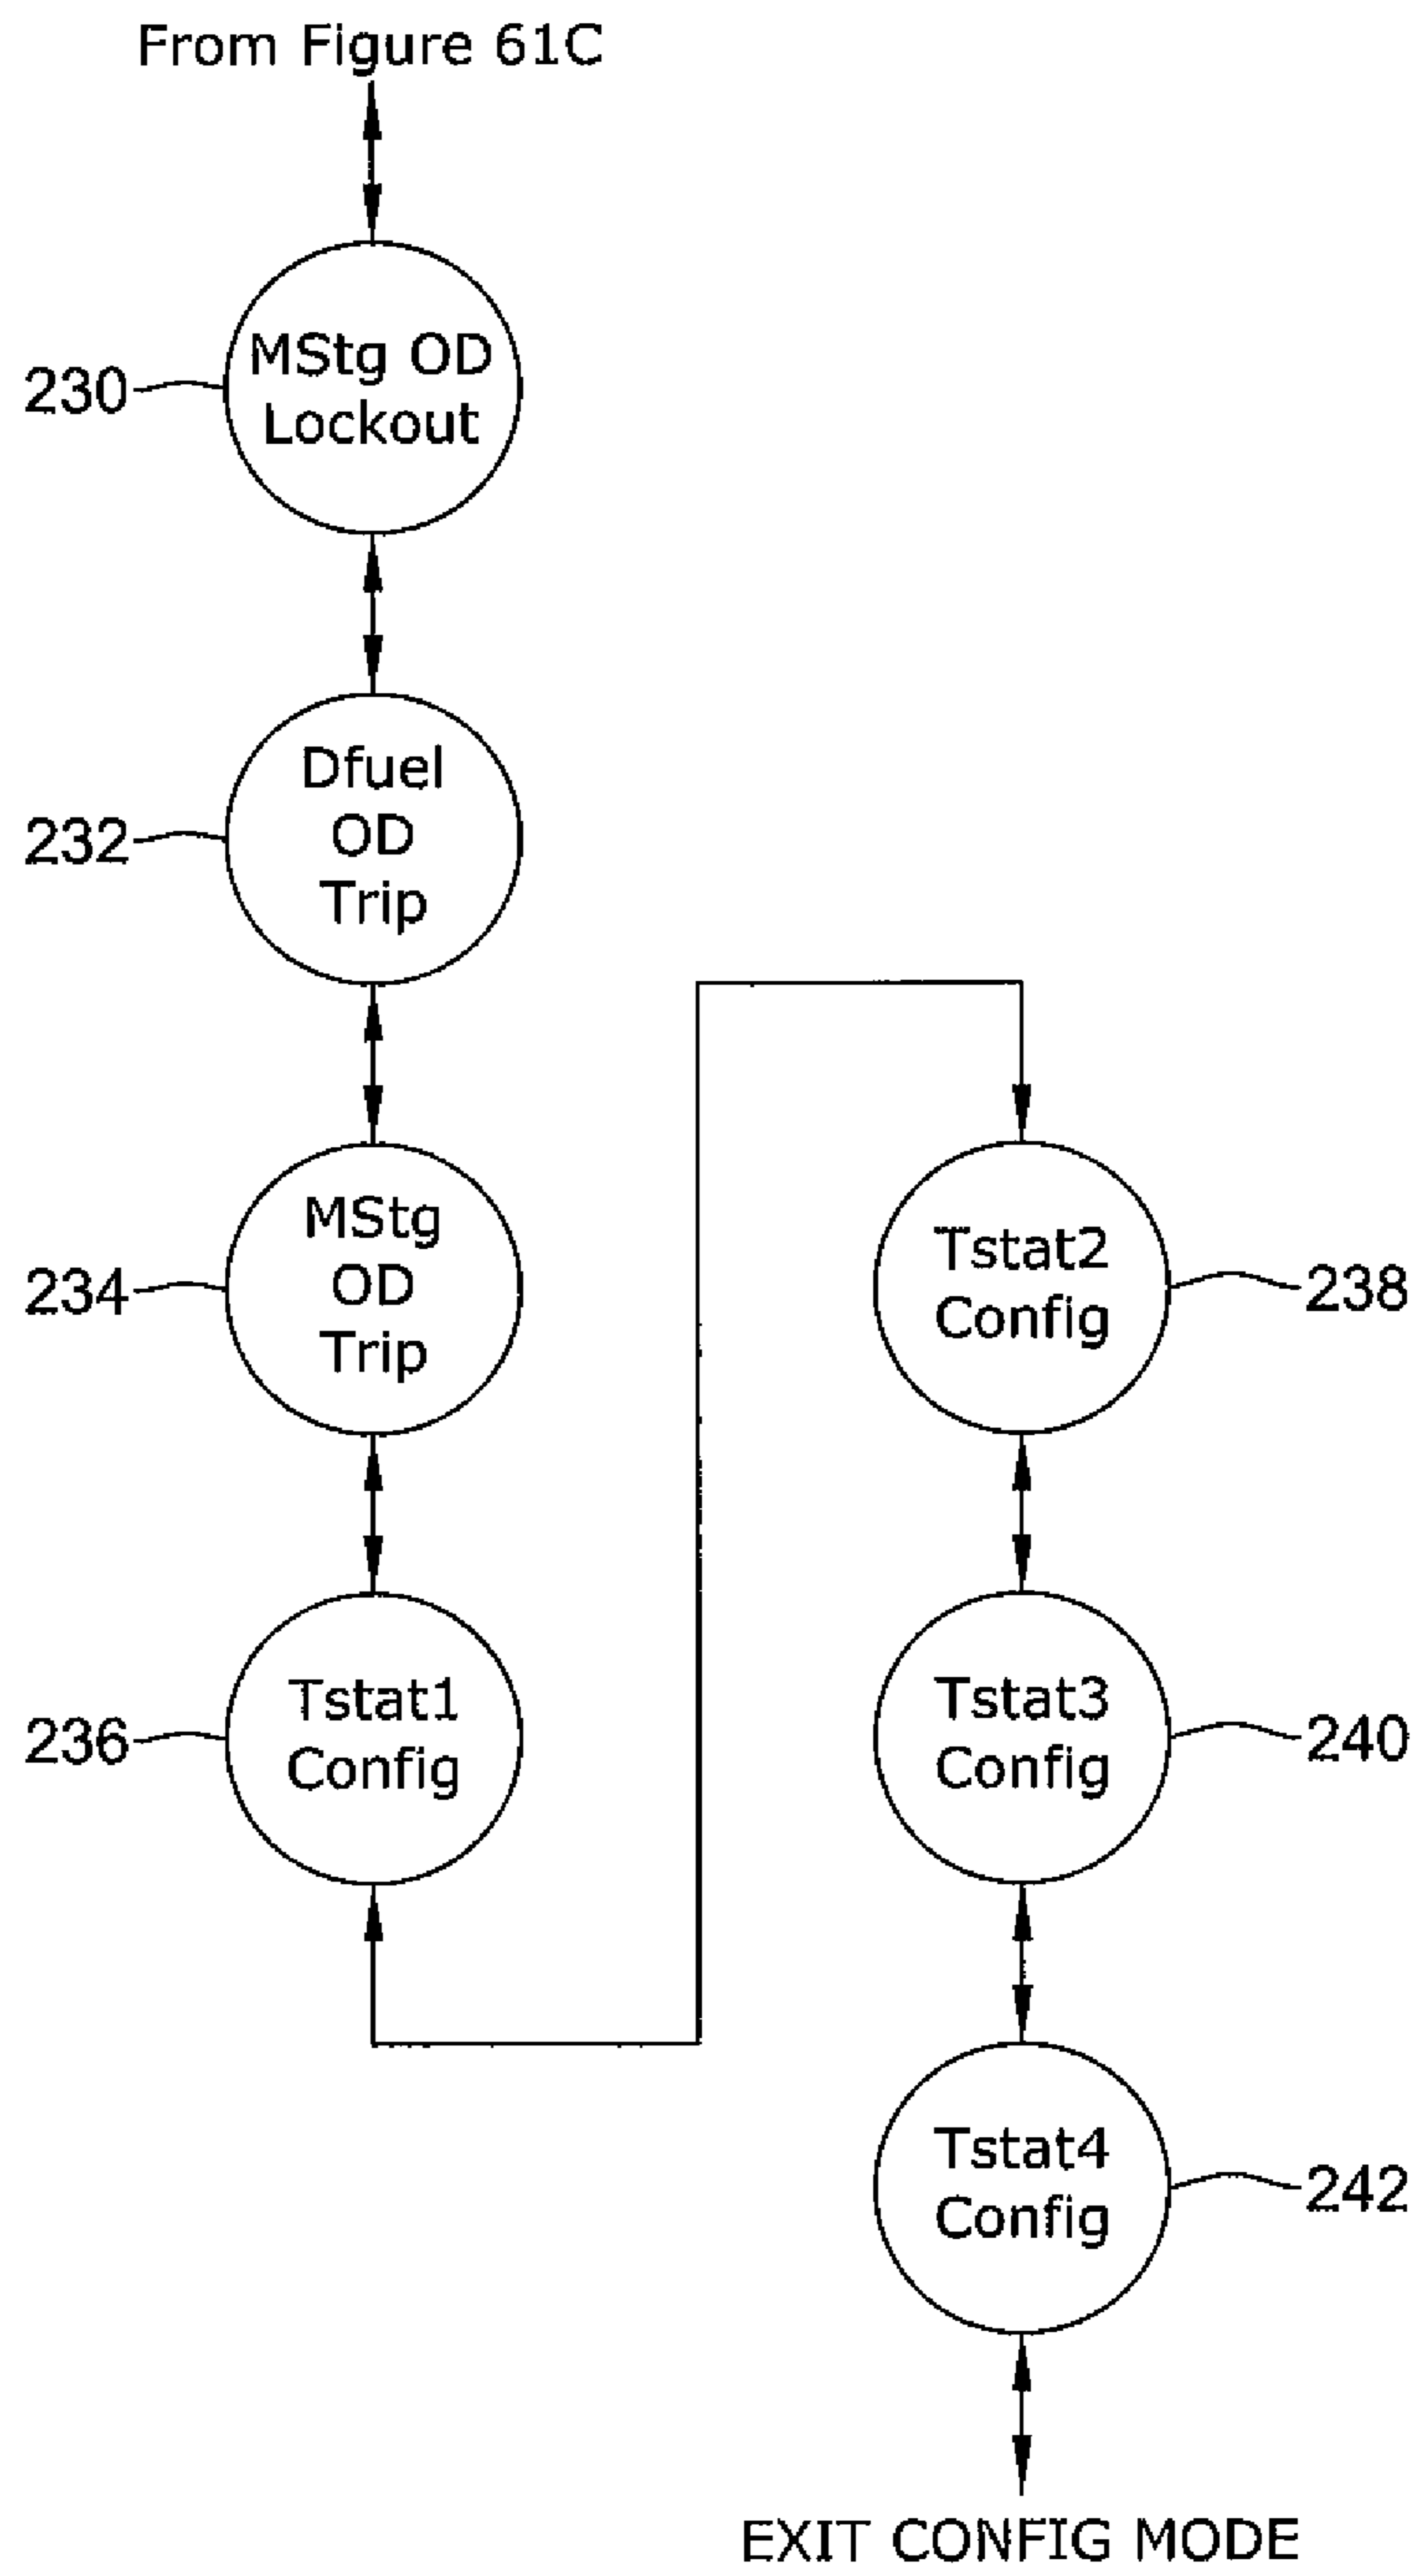 From Figure 61C
230
MStg OD
Lockout
232
Dfuel
OD
Trip
234
MStg
OD
Trip
236
Tstat1
Config
Tstat2
Config
238
Tstat3
Config
240
Tstat4
Config
242
EXIT CONFIG MODE